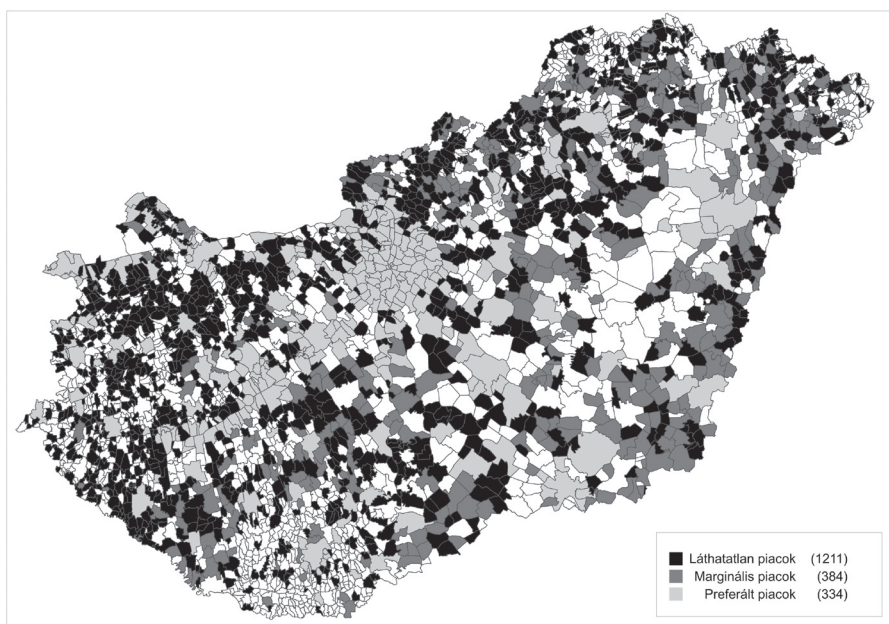 Láthatatlan piacok (1211)
Marginális piacok (384)
Preferált piacok (334)